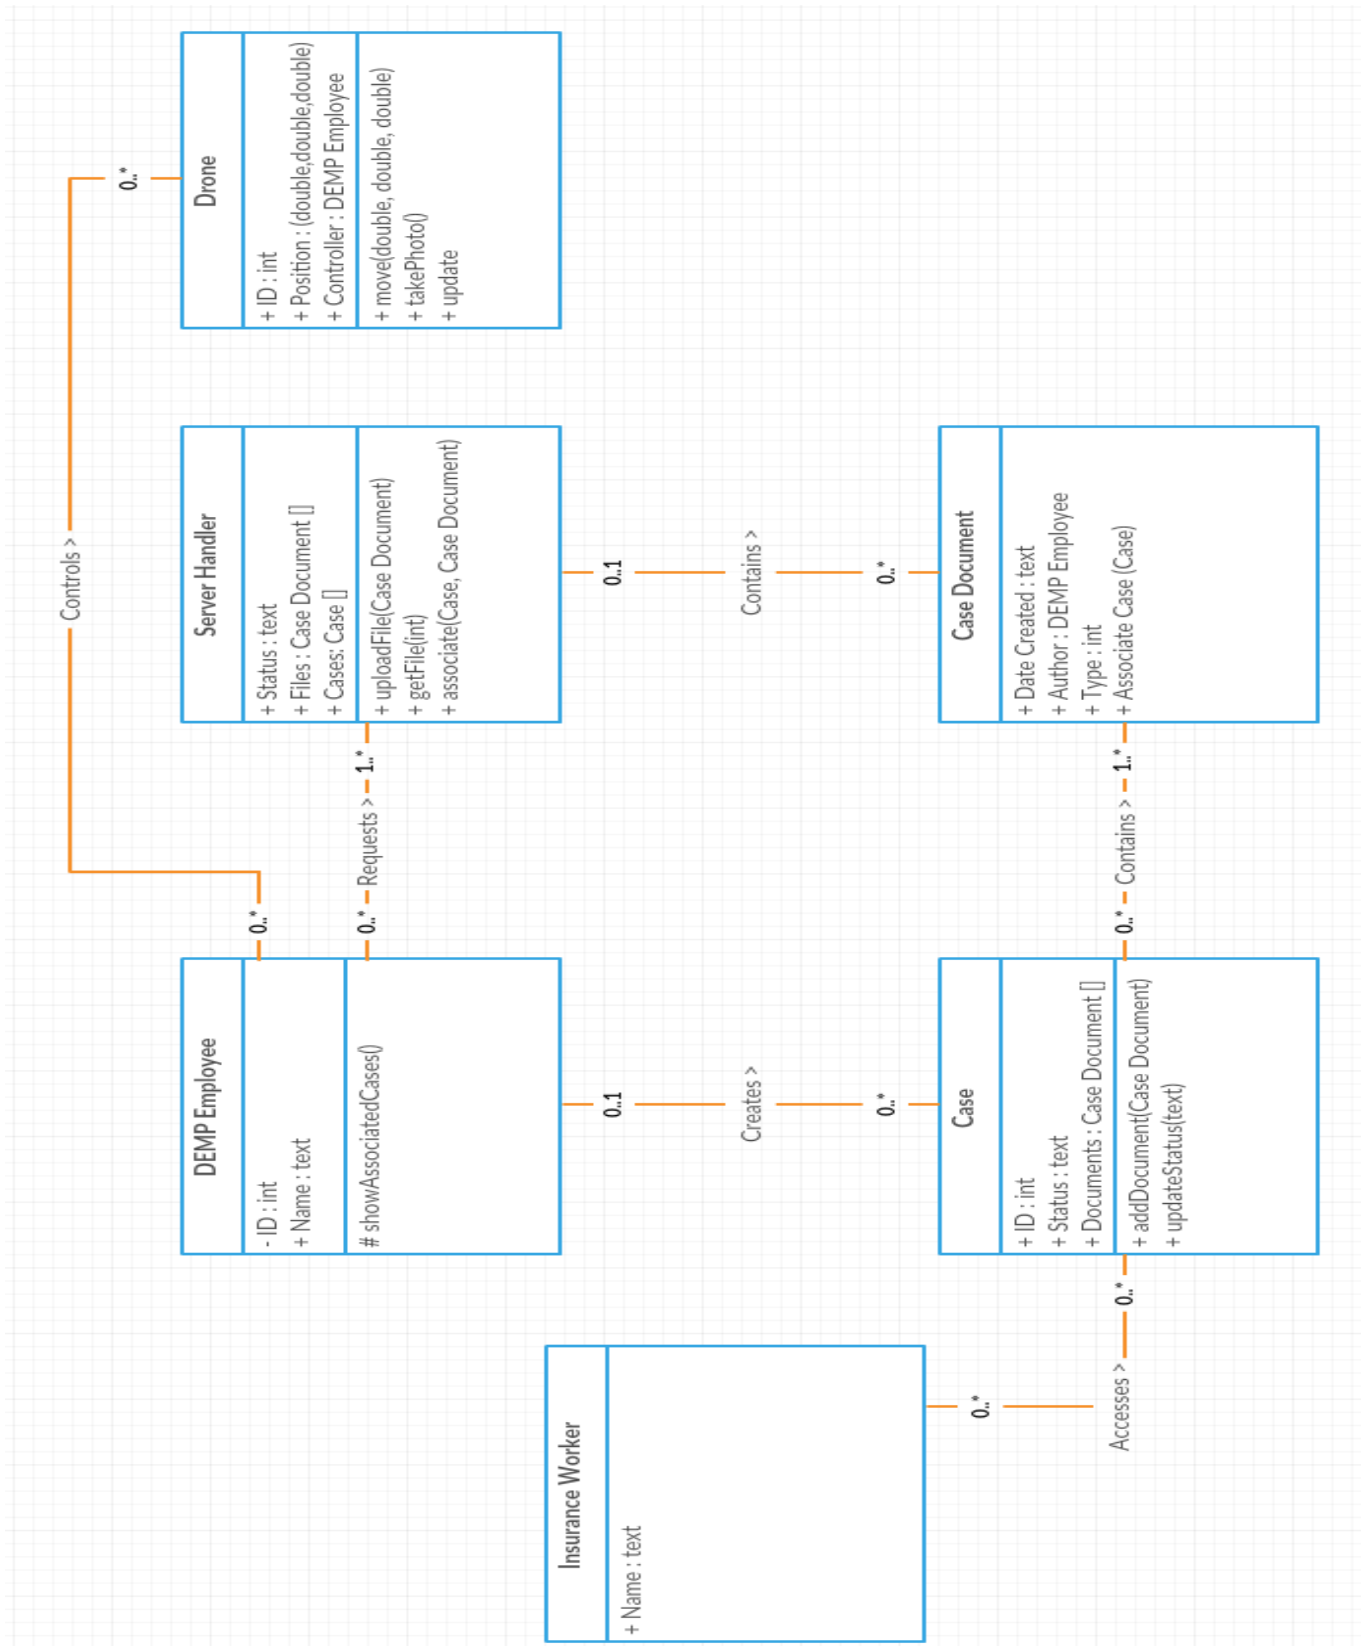 DEMP Employee
- ID : int
+ Name : text
# showAssociatedCases()
0..*
Controls >
0..*
0..*
Requests >
1..*
Server Handler
+ Status : text
+ Files : Case Document []
+ Cases: Case []
+ uploadFile(Case Document)
+ getFile(int)
+ associate(Case, Case Document)
Drone
+ ID : int
+ Position : (double,double,double)
+ Controller : DEMP Employee
+ move(double, double, double)
+ takePhoto()
+ update
0..1
Creates >
0..*
0..1
Contains >
0..*
Insurance Worker
+ Name : text
0..*
Accesses >
0..*
Case
+ ID : int
+ Status : text
+ Documents : Case Document []
+ addDocument(Case Document)
+ updateStatus(text)
0..*
Contains >
1..*
Case Document
+ Date Created : text
+ Author : DEMP Employee
+ Type : int
+ Associate Case (Case)